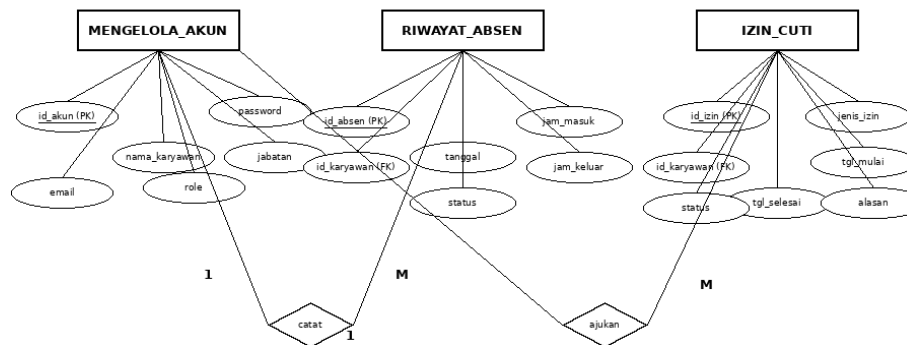 MENGELOLA_AKUN
RIWAYAT_ABSEN
IZIN_CUTI
id_akun (PK)
password
nama_karyawan
jabatan
email
role
id_absen (PK)
jam_masuk
id_karyawan (FK)
tanggal
jam_keluar
status
id_izin (PK)
jenis_izin
id_karyawan (FK)
tgl_mulai
status
tgl_selesai
alasan
1
M
M
catat
1
ajukan